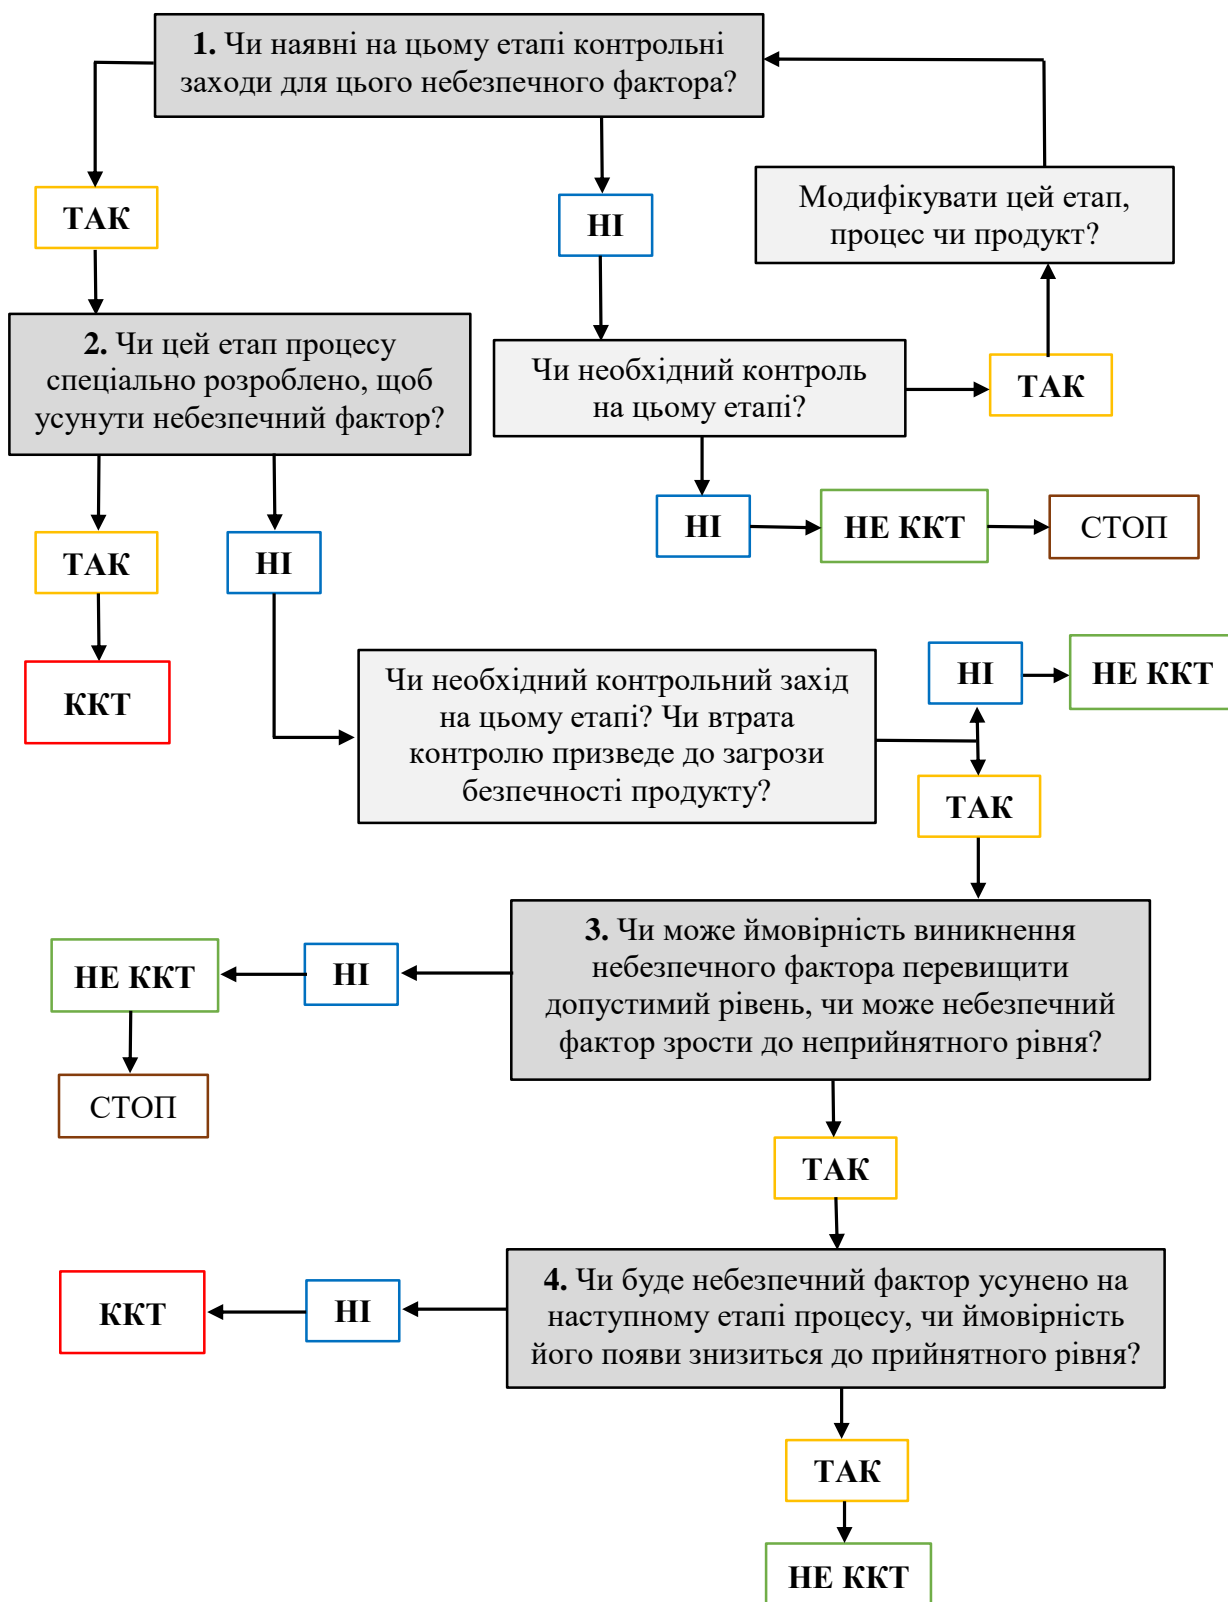 1. Чи наявні на цьому етапі контрольні
заходи для цього небезпечного фактора?
ТАК
НІ
Модифікувати цей етап,
процес чи продукт?
2. Чи цей етап процесу
спеціально розроблено, щоб
усунути небезпечний фактор?
Чи необхідний контроль
на цьому етапі?
ТАК
НІ
НЕ ККТ
СТОП
ТАК
НІ
ККТ
Чи необхідний контрольний захід
на цьому етапі? Чи втрата
контролю призведе до загрози
безпечності продукту?
НІ
НЕ ККТ
ТАК
3. Чи може ймовірність виникнення
небезпечного фактора перевищити
допустимий рівень, чи може небезпечний
фактор зрости до неприйнятного рівня?
НІ
НЕ ККТ
СТОП
ТАК
4. Чи буде небезпечний фактор усунено на
наступному етапі процесу, чи ймовірність
його появи знизиться до прийнятного рівня?
НІ
ККТ
ТАК
НЕ ККТ